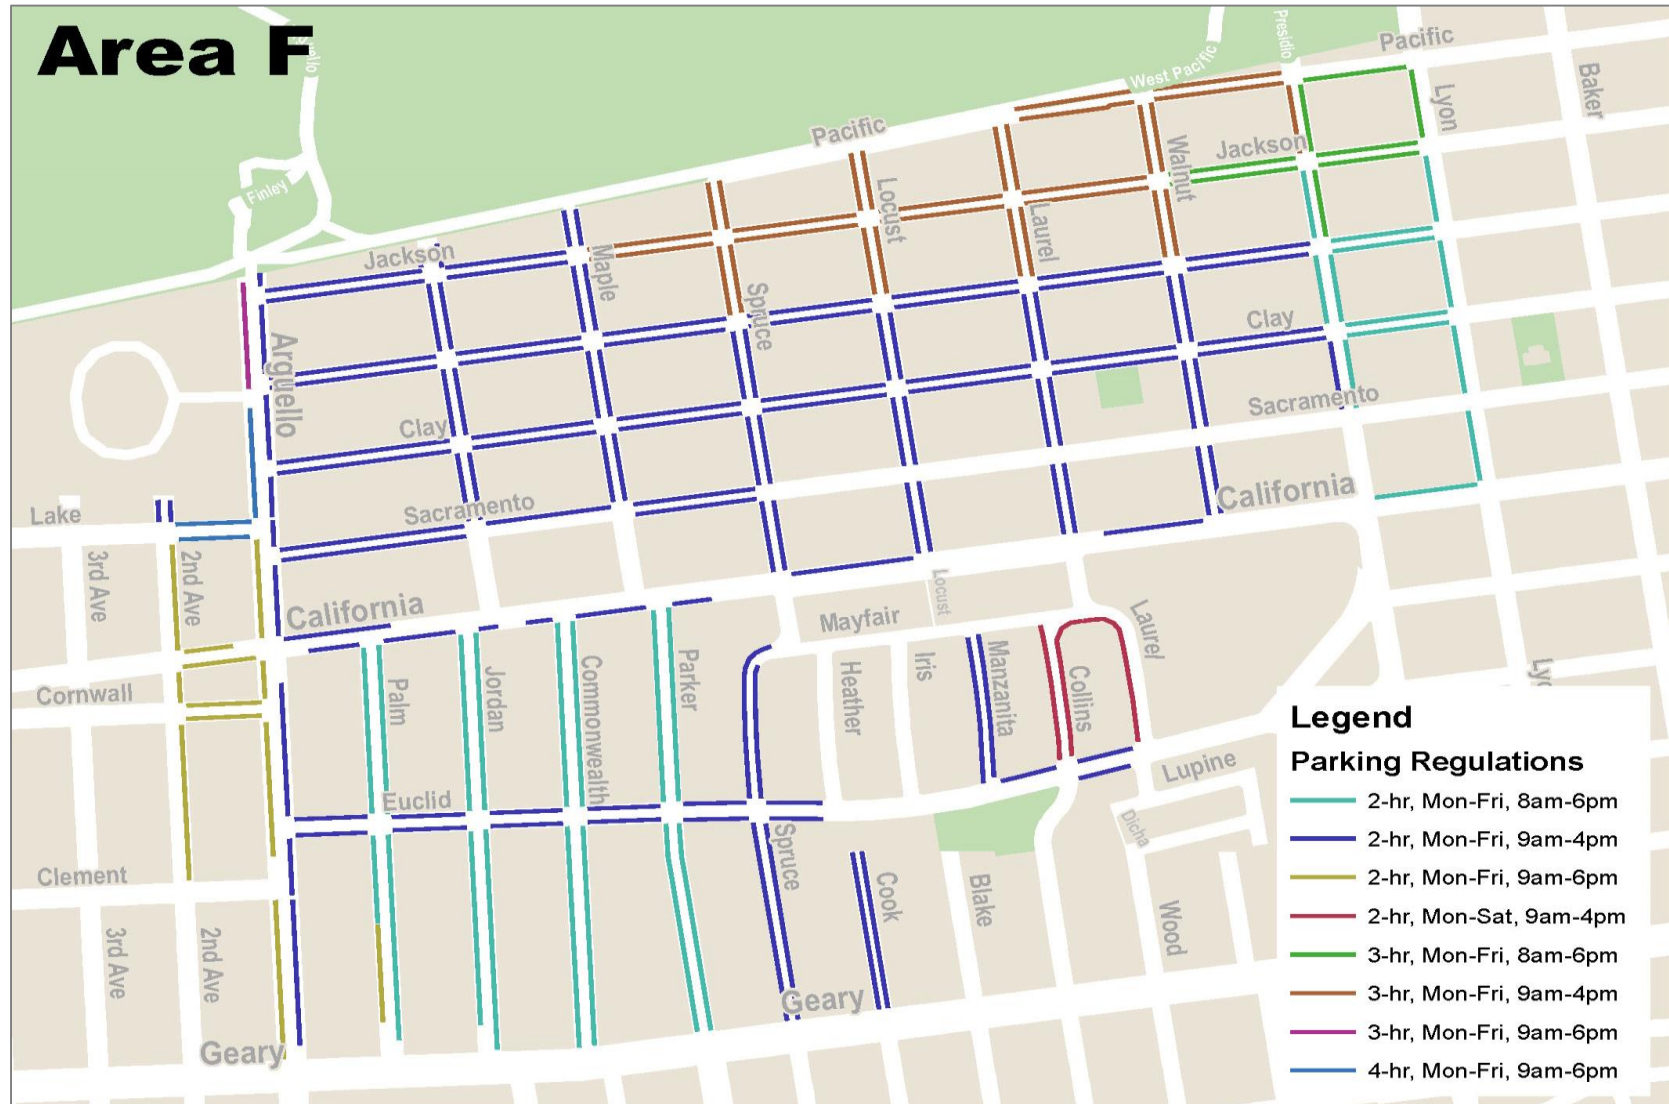 Area F
Presidio
Pacific
West Pacific
Baker
Lyon
Pacific
Jackson
Walnut
Finley
Locust
Laurel
Jackson
Maple
Spruce
Clay
Arguello
Sacramento
Clay
California
Sacramento
Lake
3rd Ave
2nd Ave
California
Locust
Mayfair
Laurel
Cornwall
Palm
Jordan
Commonwealth
Parker
Heather
Iris
Manzanita
Collins
Lupine
Euclid
Dicha
Spruce
Clement
Cook
Blake
Wood
3rd Ave
2nd Ave
Geary
Geary
Legend
Parking Regulations
2-hr, Mon-Fri, 8am-6pm
2-hr, Mon-Fri, 9am-4pm
2-hr, Mon-Fri, 9am-6pm
2-hr, Mon-Sat, 9am-4pm
3-hr, Mon-Fri, 8am-6pm
3-hr, Mon-Fri, 9am-4pm
3-hr, Mon-Fri, 9am-6pm
4-hr, Mon-Fri, 9am-6pm